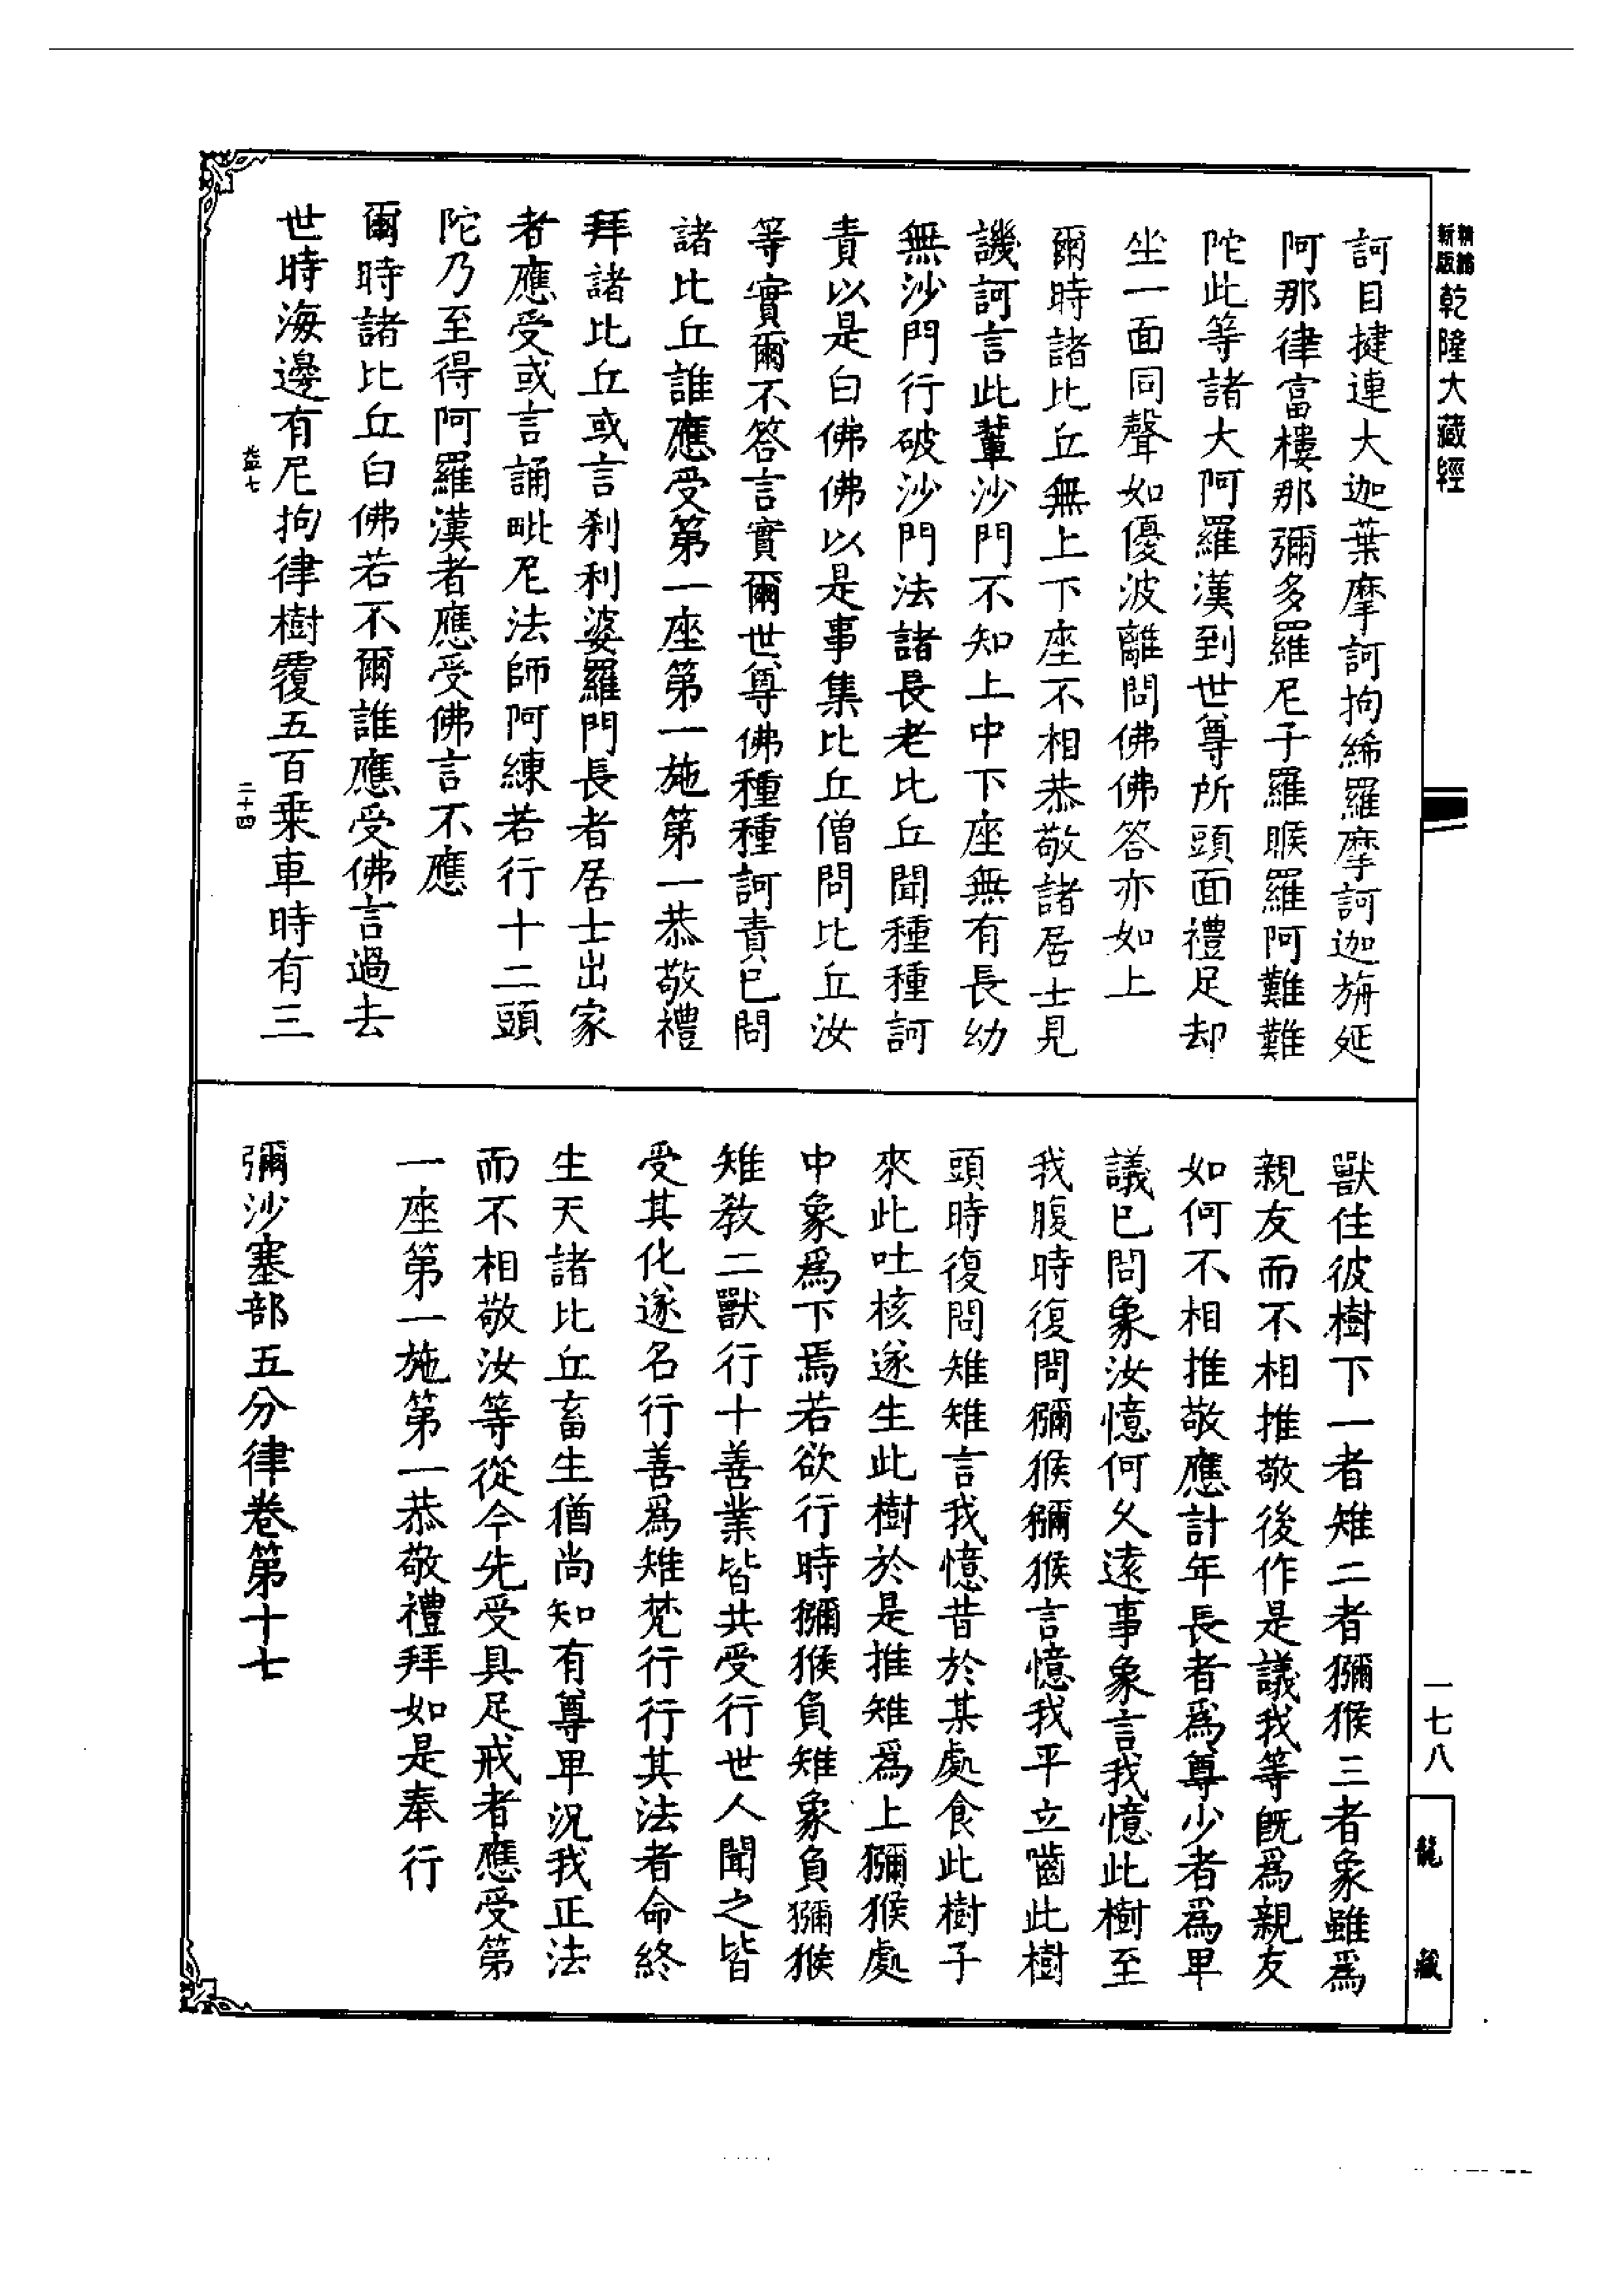 新版
精縮
乾隆大藏經
訶目揵連大迦葉摩訶拘絺羅摩訶迦旃延
阿那律富樓那彌多羅尼子羅睺羅阿難難
陀此等諸大阿羅漢到世尊所頭面禮足却
坐一面同聲如優波離問佛佛答亦如上
爾時諸比丘無上下座不相恭敬諸居士見
譏訶言此輩沙門不知上中下座無有長幼
無沙門行破沙門法諸長老比丘聞種種訶
責以是白佛佛以是事集比丘僧問比丘汝
等實爾不答言實爾世尊佛種種訶責已問
諸比丘誰應受第一座第一施第一恭敬禮
拜諸比丘或言刹利婆羅門長者居士出家
者應受或言誦毗尼法師阿練若行十二頭
陀乃至得阿羅漢者應受佛言不應
爾時諸比丘白佛若不爾誰應受佛言過去
世時海邊有尼拘律樹覆五百乗車時有三
益七
二十四
獸住彼樹下一者雉二者獼猴三者象雖爲
親友而不相推敬後作是議我等旣爲親友
如何不相推敬應計年長者爲尊少者爲卑
議已問象汝憶何乆遠事象言我憶此樹至
我腹時復問獼猴獼猴言憶我平立嚙此樹
頭時復問雉雉言我憶昔於某處食此樹子
來此吐核遂生此樹於是推雉爲上獼猴處
中象爲下焉若欲行時獼猴負雉象負獼猴
雉教二獸行十善業皆共受行世人聞之皆
受其化遂名行善爲雉梵行行其法者命終
生天諸比丘畜生猶尚知有尊卑況我正法
而不相敬汝等從今先受具足戒者應受第
一座第一施第一恭敬禮拜如是奉行
彌沙塞部五分律卷第十七
一七八
龍藏